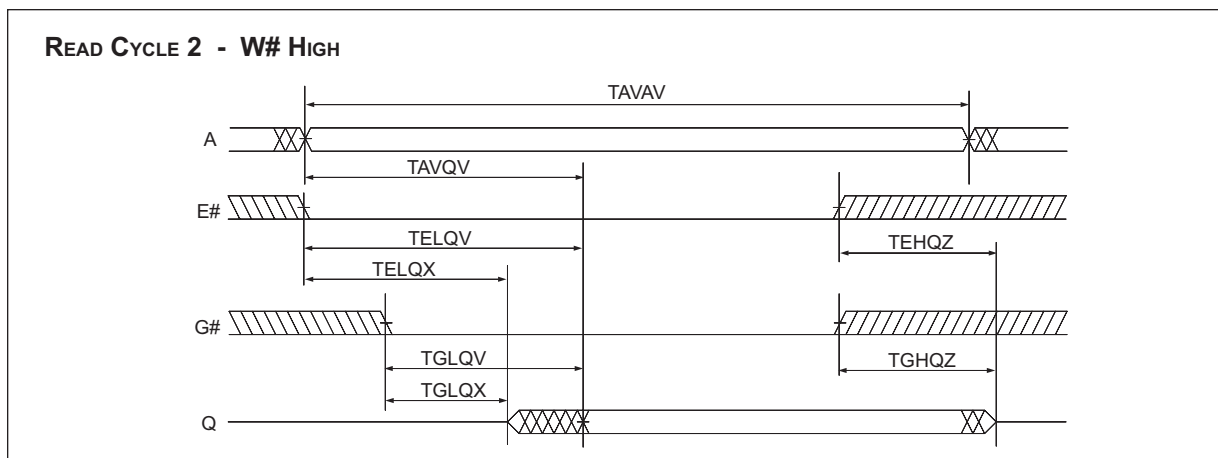 READ CYCLE 2 - W# HIGH
TAVAV
A
TAVQV
E#
TELQV
TEHQZ
TELQX
G#
TGLQV
TGHQZ
TGLQX
Q